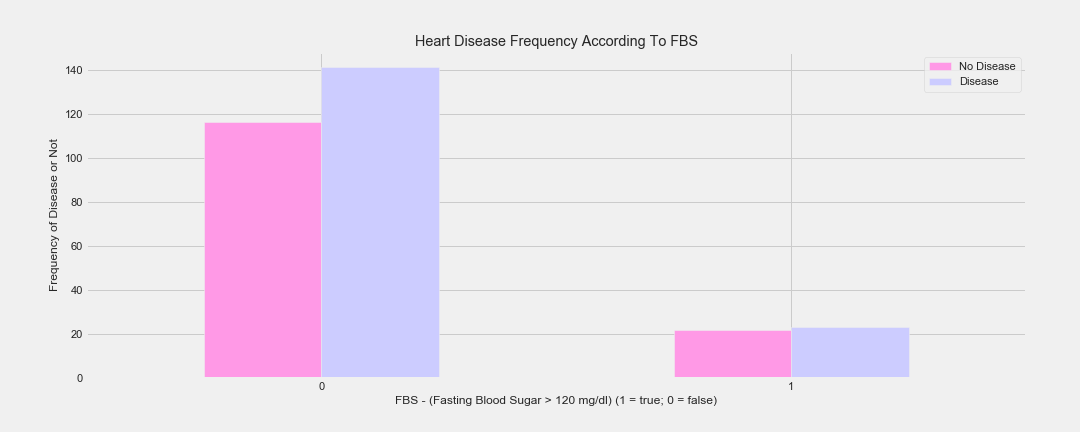 Heart Disease Frequency According To FBS
No Disease
Disease
Frequency of Disease or Not
140
120
100
80
60
40
20
0
0
1
FBS - (Fasting Blood Sugar > 120 mg/dl) (1 = true; 0 = false)